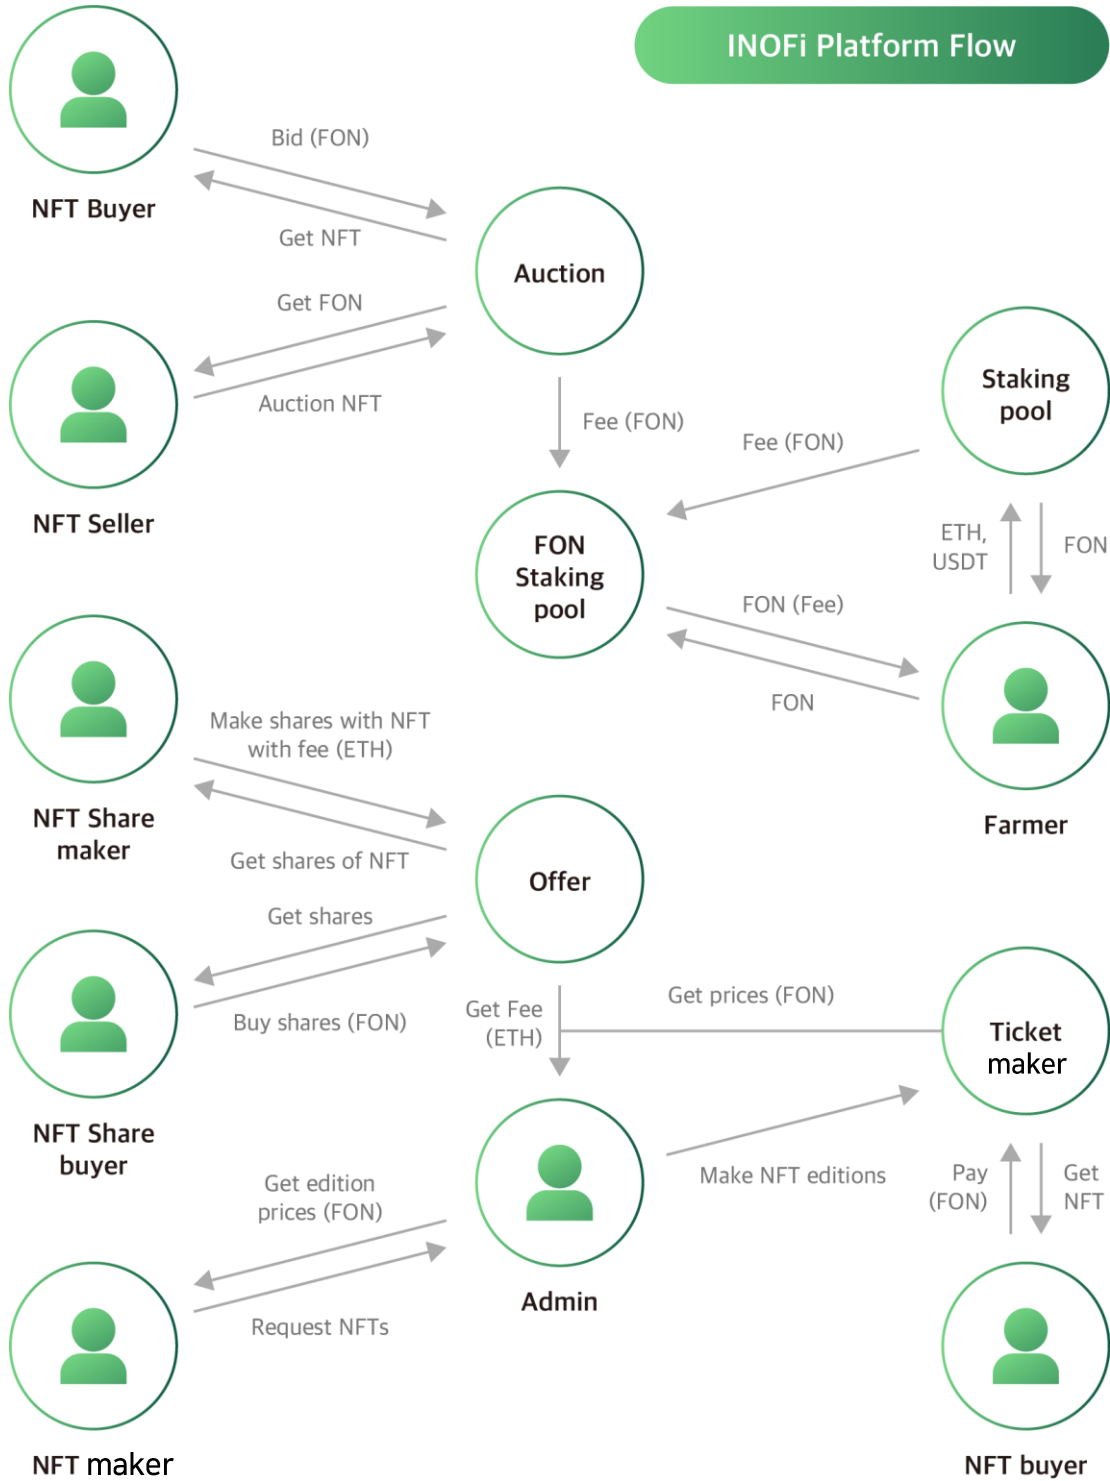 INOFi Platform Flow
NFT Buyer
Bid (FON)
Get NFT
Auction
Get FON
Auction NFT
NFT Seller
Fee (FON)
Staking
pool
Fee (FON)
FON
Staking
pool
ETH,
USDT
FON
FON (Fee)
FON
Farmer
NFT Share
maker
Make shares with NFT
with fee (ETH)
Get shares of NFT
Offer
Get shares
Buy shares (FON)
NFT Share
buyer
Get Fee
(ETH)
Get prices (FON)
Ticket
maker
Make NFT editions
Admin
Get edition
prices (FON)
Request NFTs
NFT maker
Pay
(FON)
Get
NFT
NFT buyer